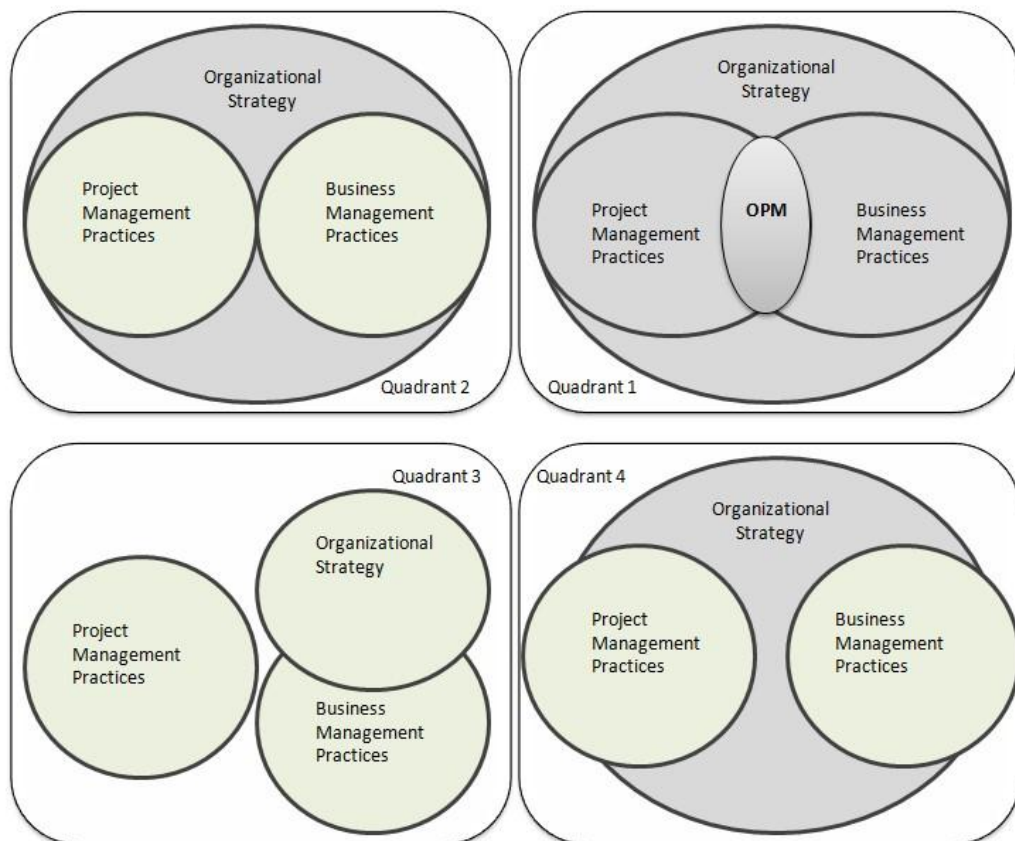 Organizational
Strategy
Project
Management
Practices
Business
Management
Practices
Quadrant 2
Organizational
Strategy
Project
Management
Practices
OPM
Business
Management
Practices
Quadrant 1
Quadrant 3
Organizational
Strategy
Project
Management
Practices
Business
Management
Practices
Quadrant 4
Organizational
Strategy
Project
Management
Practices
Business
Management
Practices